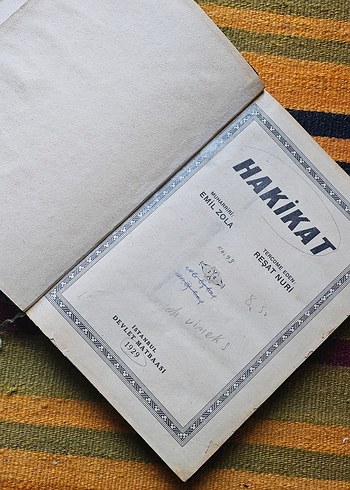 HAKİKAT
MUHARRİRİ:
EMİL ZOLA
TERCÜME EDEN:
REŞAT NURİ
İSTANBUL
DEVLET MATBAASI
1929